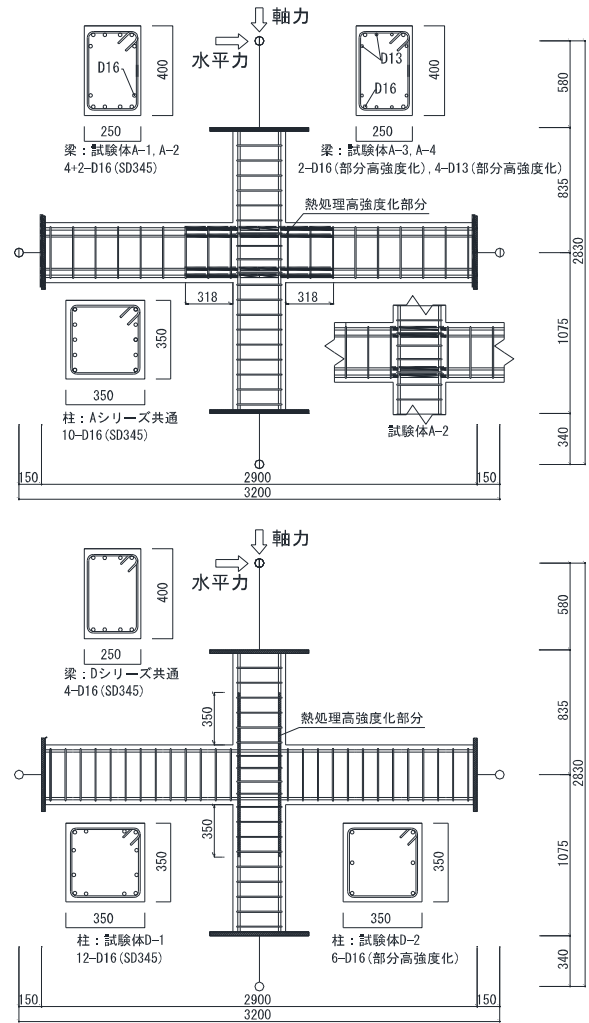 軸力
水平力
D16
400
250
梁：試験体A-1, A-2
4+2-D16(SD345)
D13
D16
400
250
梁：試験体A-3, A-4
2-D16(部分高強度化), 4-D13(部分高強度化)
熱処理高強度化部分
318
318
350
350
柱：Aシリーズ共通
10-D16(SD345)
試験体A-2
580
835
2830
1075
340
150
2900
150
3200
軸力
水平力
400
250
梁：Dシリーズ共通
4-D16(SD345)
350
熱処理高強度化部分
350
350
350
柱：試験体D-1
12-D16(SD345)
350
350
柱：試験体D-2
6-D16(部分高強度化)
580
835
2830
1075
340
150
2900
150
3200